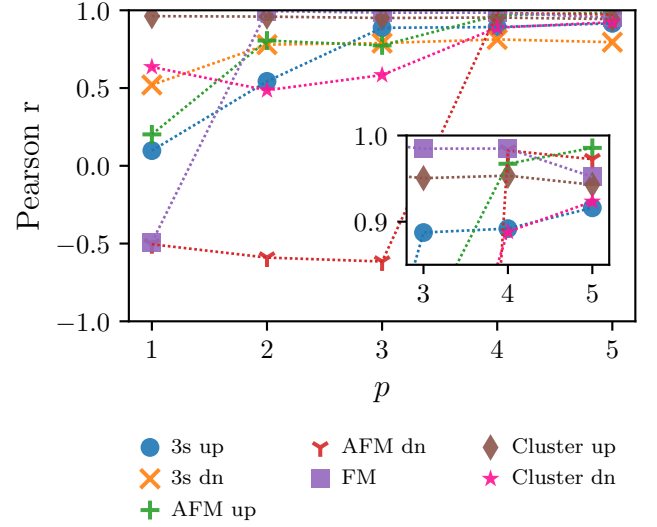 1.0
0.5
0.0
−0.5
−1.0
Pearson r
1 2 3 4 5
p
1.0
0.9
3 4 5
3s up
3s dn
AFM up
AFM dn
FM
Cluster up
Cluster dn